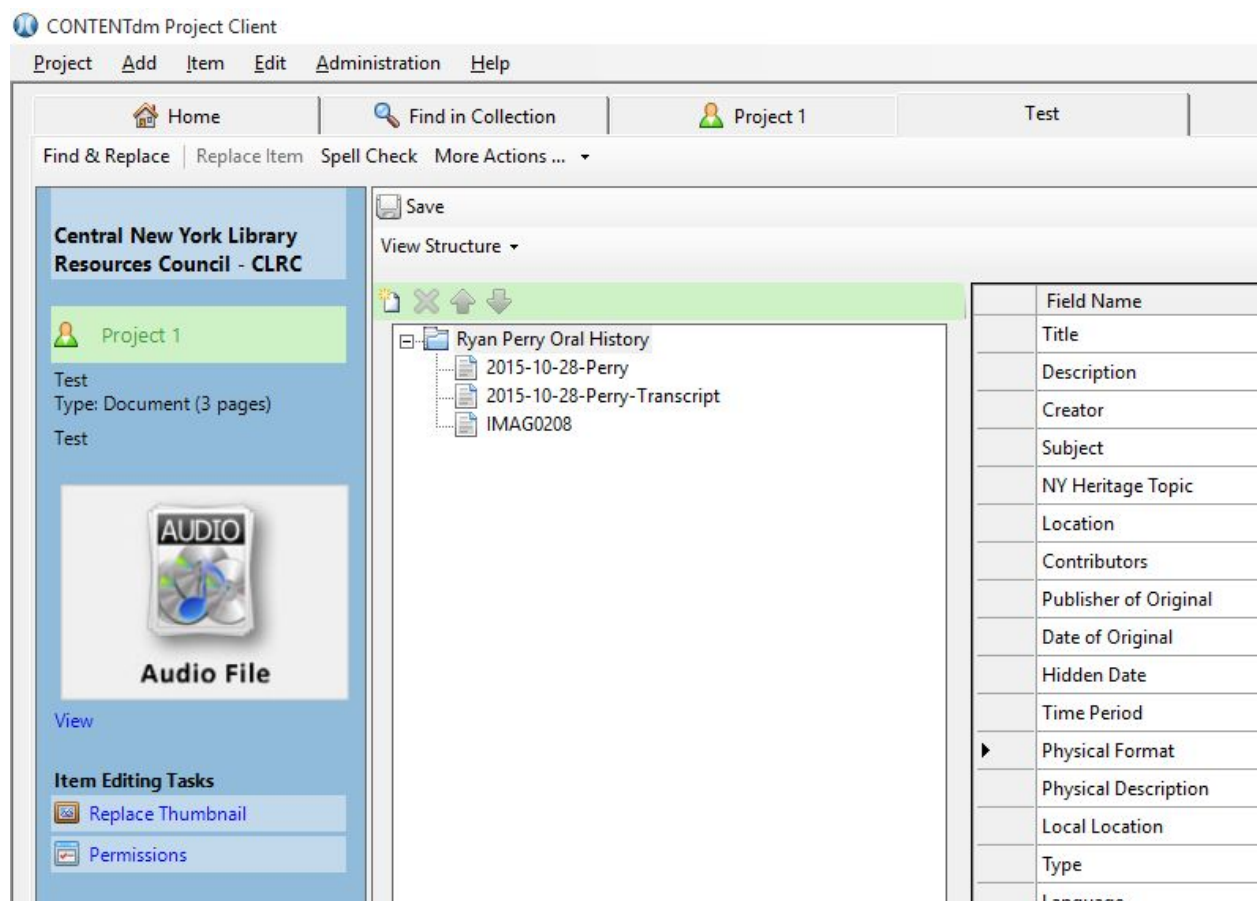 CONTENTdm Project Client
Project Add Item Edit Administration Help
Home Find in Collection Project 1 Test
Find & Replace Replace Item Spell Check More Actions ...
Central New York Library
Resources Council - CLRC
Project 1
Test
Type: Document (3 pages)
Test
AUDIO
Audio File
View
Item Editing Tasks
Replace Thumbnail
Permissions
Save
View Structure
Ryan Perry Oral History
2015-10-28-Perry
2015-10-28-Perry-Transcript
IMAG0208
Field Name
Title
Description
Creator
Subject
NY Heritage Topic
Location
Contributors
Publisher of Original
Date of Original
Hidden Date
Time Period
Physical Format
Physical Description
Local Location
Type
Language